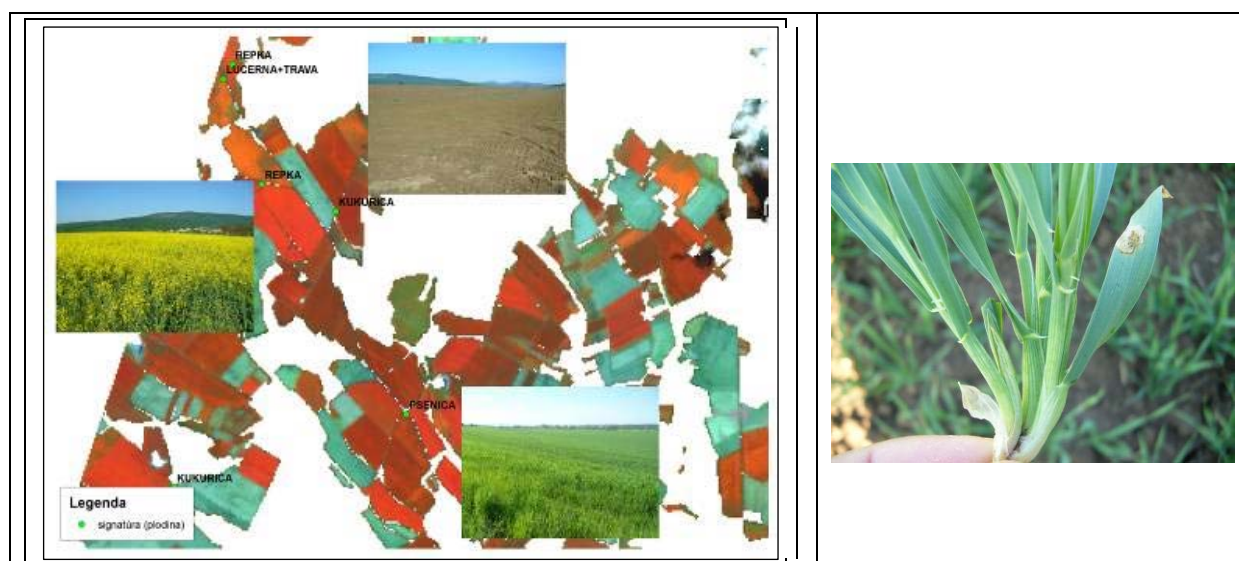 REPKA
LUCERNA+TRAVA
REPKA
KUKURICA
PSENICA
KUKURICA
Legenda
signatúra (plodina)